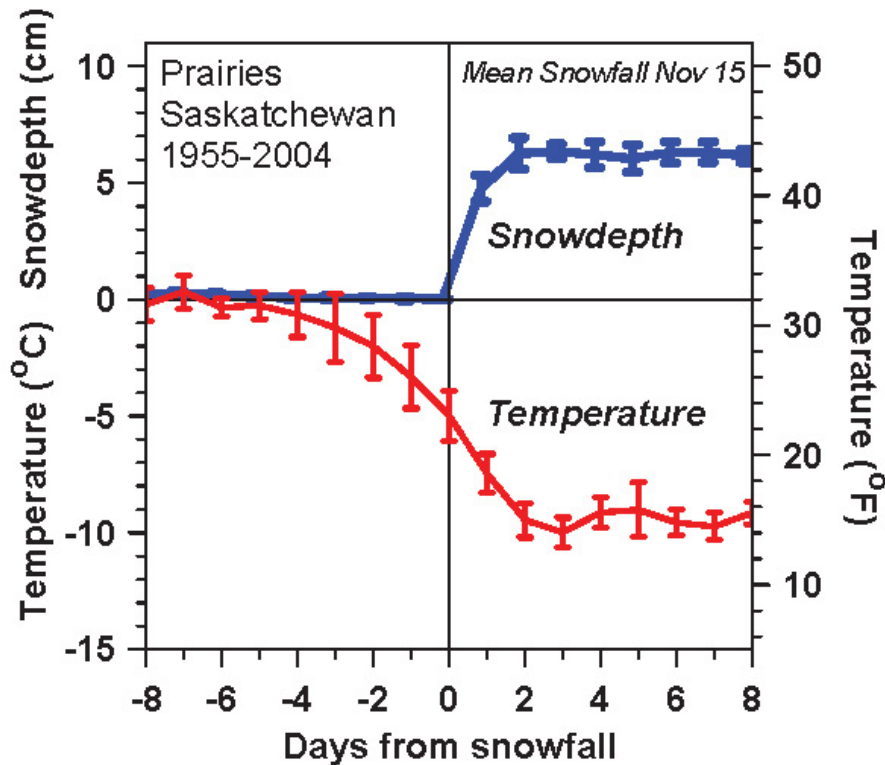 Prairies
Saskatchewan
1955-2004
Mean Snowfall Nov 15
Snowdepth
Temperature
Temperature (°C) Snowdepth (cm)
10
5
0
-5
-10
-15
50
40
30
20
10
Temperature (°F)
-8 -6 -4 -2 0 2 4 6 8
Days from snowfall